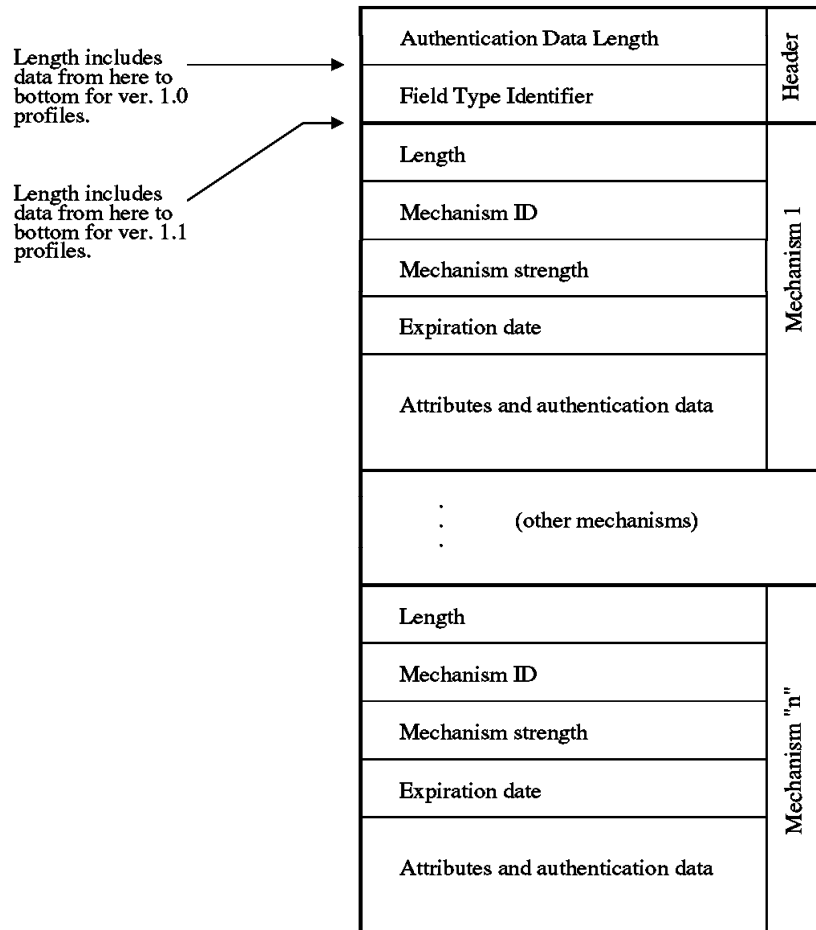 Length includes
data from here to
bottom for ver. 1.0
profiles.
Length includes
data from here to
bottom for ver. 1.1
profiles.
Authentication Data Length
Field Type Identifier
Header
Length
Mechanism ID
Mechanism strength
Expiration date
Attributes and authentication data
Mechanism 1
(other mechanisms)
Length
Mechanism ID
Mechanism strength
Expiration date
Attributes and authentication data
Mechanism "n"